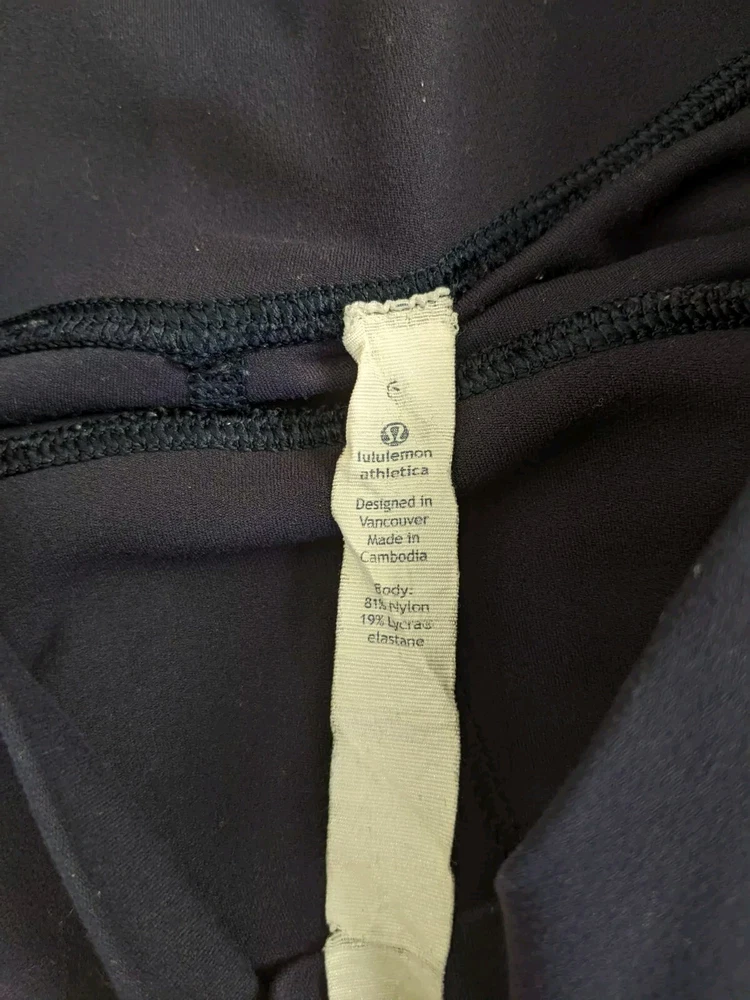 6
lululemon
athletica
Designed in
Vancouver
Made in
Cambodia
Body:
81% Nylon
19% Lycra®
elastane